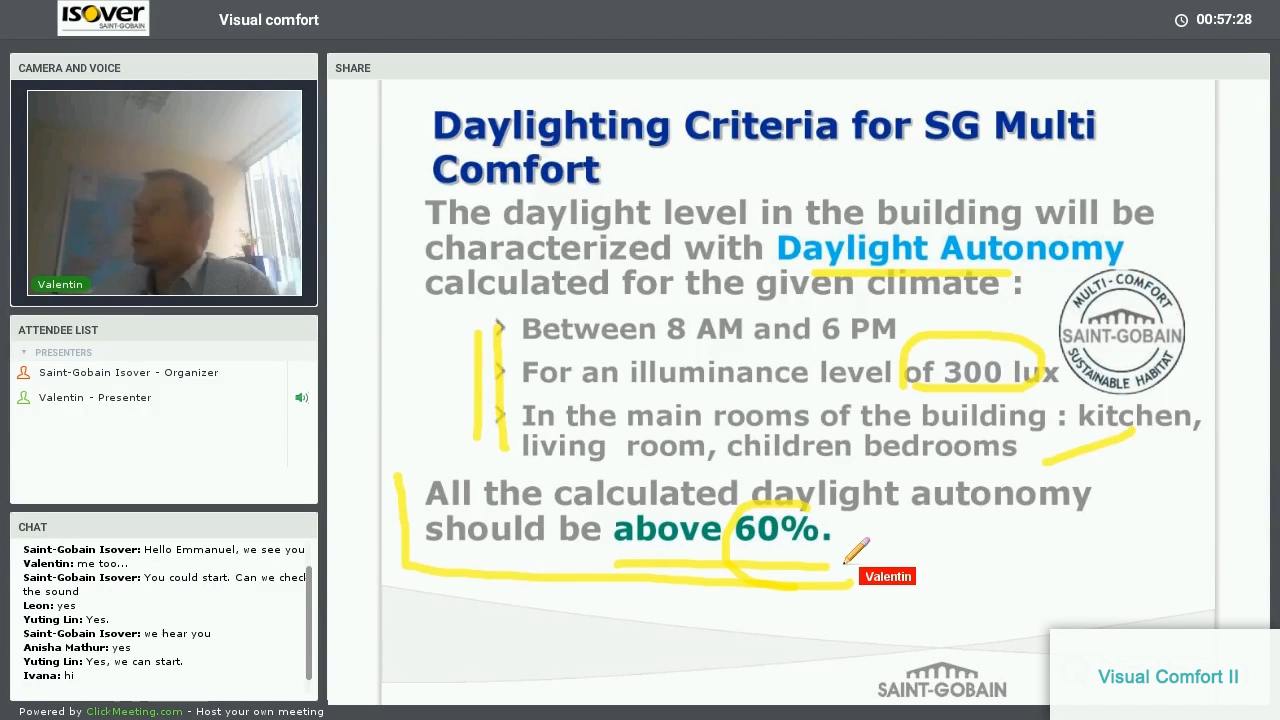 isover
SAINT-GOBAIN
Visual comfort
00:57:28
CAMERA AND VOICE
Valentin
ATTENDEE LIST
PRESENTERS
Saint-Gobain Isover - Organizer
Valentin - Presenter
CHAT
Saint-Gobain Isover: Hello Emmanuel, we see you
Valentin: me too...
Saint-Gobain Isover: You could start. Can we check
the sound
Leon: yes
Yuting Lin: Yes.
Saint-Gobain Isover: we hear you
Anisha Mathur: yes
Yuting Lin: Yes, we can start.
Ivana: hi
Powered by ClickMeeting.com - Host your own meeting
SHARE
Daylighting Criteria for SG Multi
Comfort
The daylight level in the building will be
characterized with Daylight Autonomy
calculated for the given climate :
Between 8 AM and 6 PM
For an illuminance level of 300 lux
In the main rooms of the building : kitchen,
living room, children bedrooms
All the calculated daylight autonomy
should be above 60%.
Valentin
MULTI-COMFORT
SAINT-GOBAIN
SUSTAINABLE HABITAT
SAINT-GOBAIN
Visual Comfort II